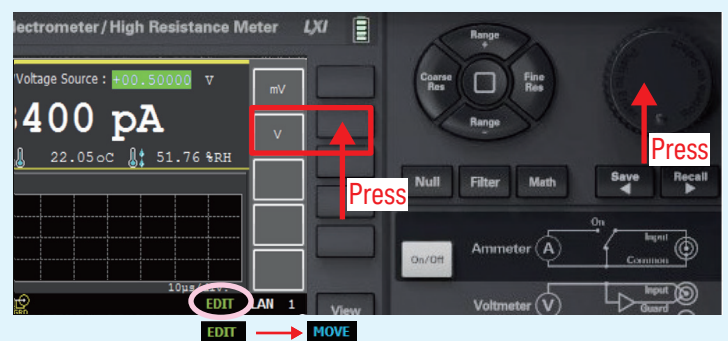 lectrometer / High Resistance Meter LXI
Voltage Source : +00.50000 V
400 pA
22.05oC 51.76 %RH
10μs/div.
EDIT LAN 1
mV
V
View
Press
Range
+
Coarse
Res
Fine
Res
Range
-
Press
Null Filter Math Save Recall
On/Off
Ammeter A
On
Input
Common
Voltmeter V
Input
Guard
EDIT MOVE